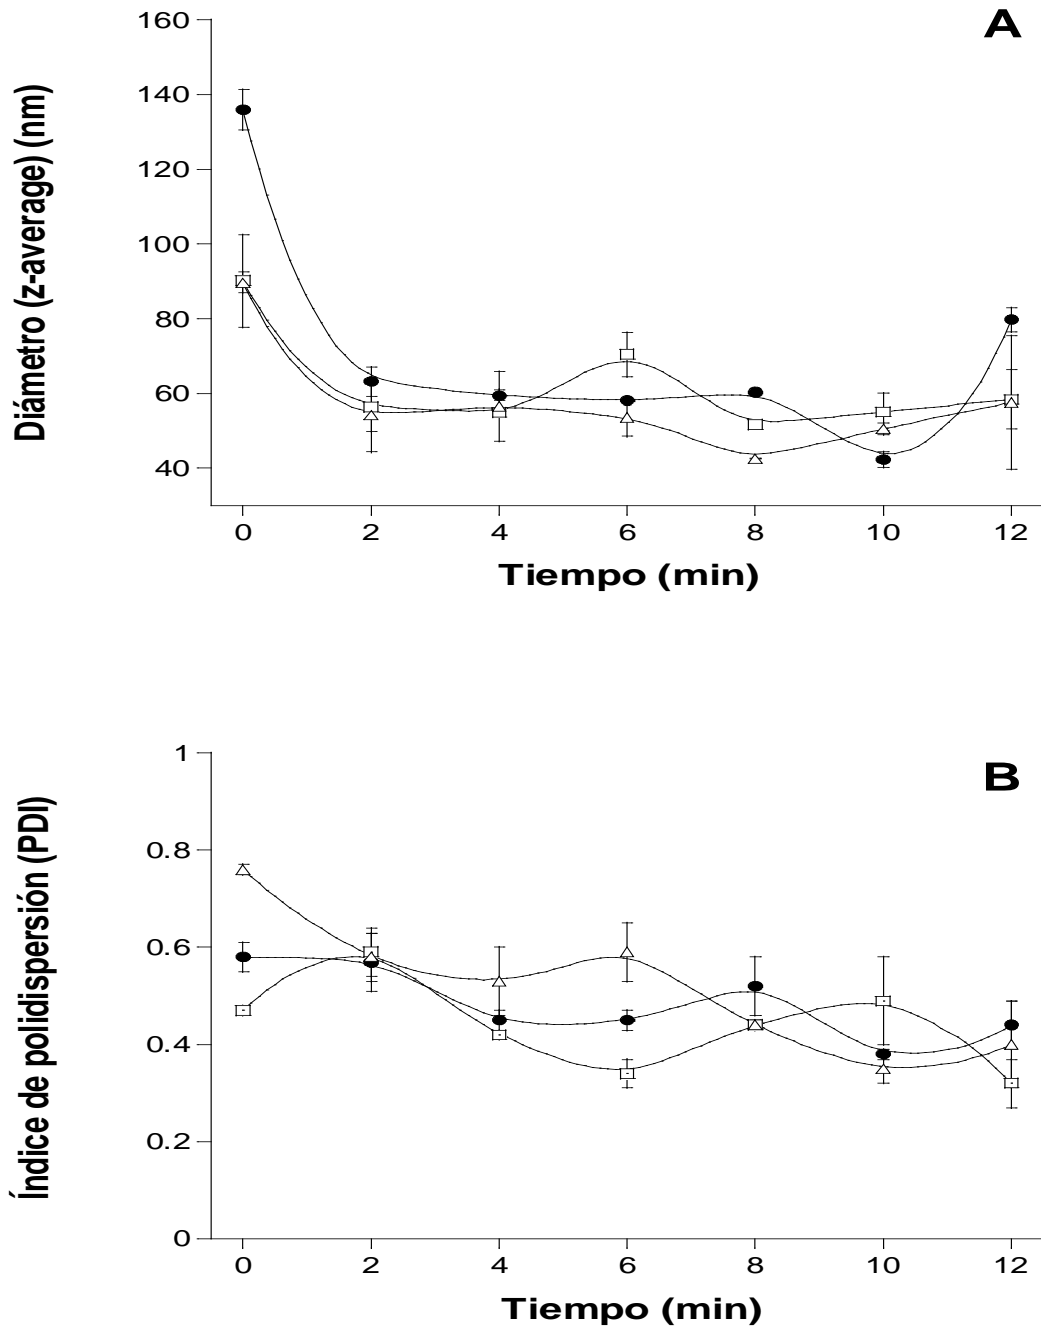 A
Diámetro (z-average) (nm)
160
140
120
100
80
60
40
0 2 4 6 8 10 12
Tiempo (min)
B
Índice de polidispersión (PDI)
1
0.8
0.6
0.4
0.2
0
0 2 4 6 8 10 12
Tiempo (min)